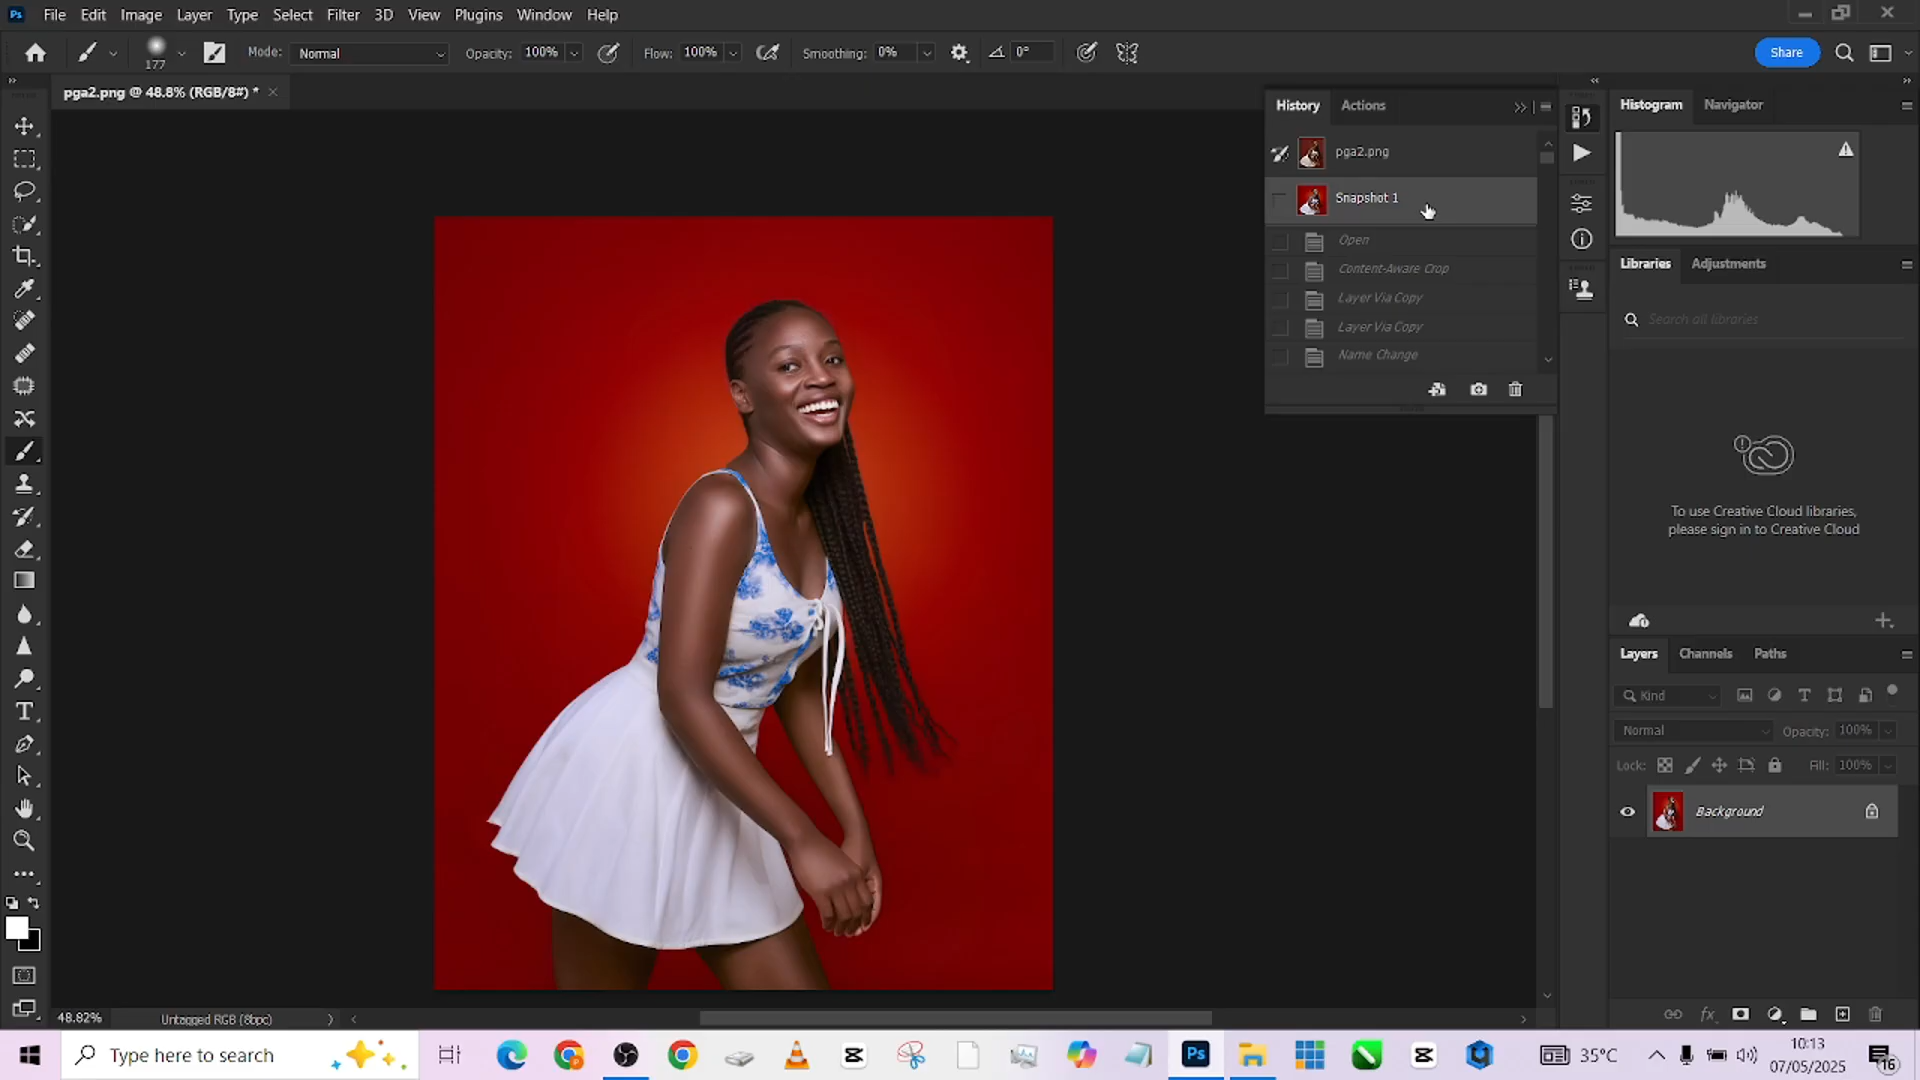 Ps File Edit Image Layer Type Select Filter 3D View Plugins Window Help
177 Mode: Normal Opacity: 100% Flow: 100% Smoothing: 0% 0° Share
pga2.png @ 48.8% (RGB/8#) *
History Actions
pga2.png
Snapshot 1
Open
Content-Aware Crop
Layer Via Copy
Layer Via Copy
Name Change
Histogram Navigator
Libraries Adjustments
Search all libraries
To use Creative Cloud libraries,
please sign in to Creative Cloud
Layers Channels Paths
Kind
Normal Opacity: 100%
Lock: Fill: 100%
Background
48.82% Untagged RGB (8bpc)
Type here to search Ps 35°C 10:13
07/05/2025 16